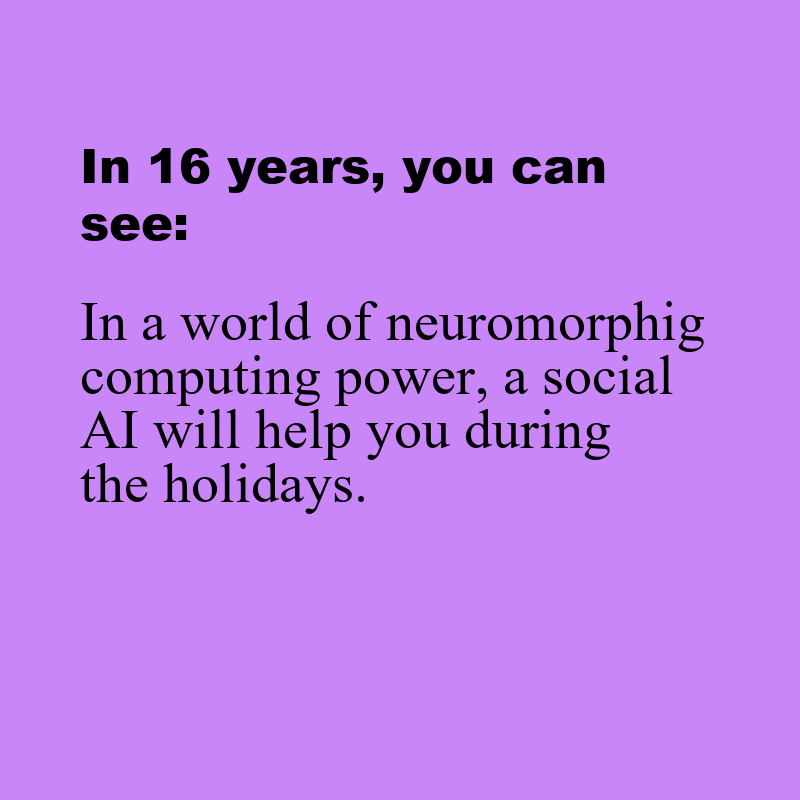 In 16 years, you can
see:
In a world of neuromorphig
computing power, a social
AI will help you during
the holidays.